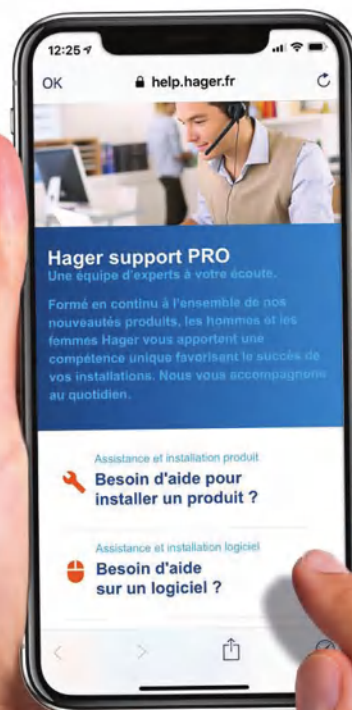 12:25
OK
help.hager.fr
Hager support PRO
Une équipe d'experts à votre écoute.
Formé en continu à l'ensemble de nos
nouveautés produits, les hommes et les
femmes Hager vous apportent une
compétence unique favorisent le succès de
vos installations. Nous vous accompagnons
au quotidien.
Assistance et installation produit
Besoin d'aide pour
installer un produit ?
Assistance et installation logiciel
Besoin d'aide
sur un logiciel ?